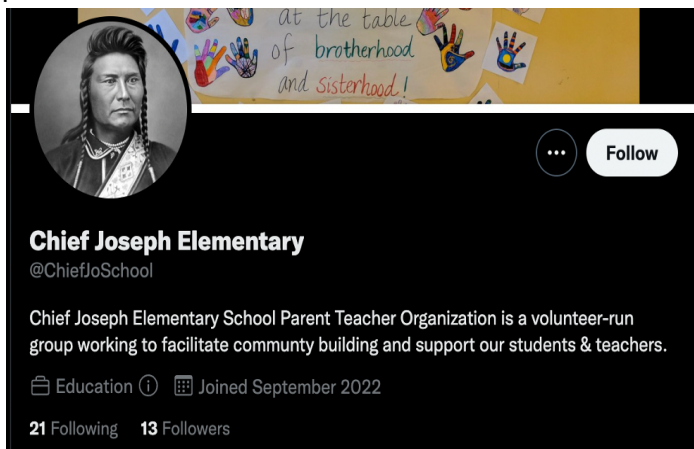 at the table
of brotherhood
and sisterhood!
Follow
Chief Joseph Elementary
@ChiefJoSchool
Chief Joseph Elementary School Parent Teacher Organization is a volunteer-run
group working to facilitate communty building and support our students & teachers.
Education Joined September 2022
21 Following 13 Followers